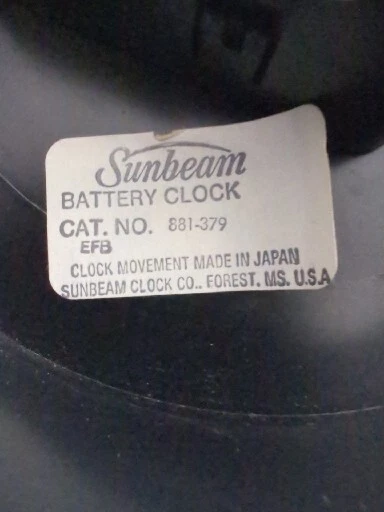 Sunbeam
BATTERY CLOCK
CAT. NO. 881-379
EFB
CLOCK MOVEMENT MADE IN JAPAN
SUNBEAM CLOCK CO., FOREST, MS. U.S.A